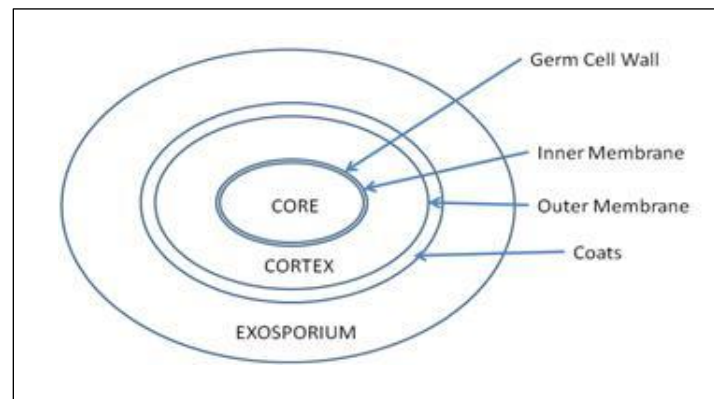 Germ Cell Wall
Inner Membrane
CORE
Outer Membrane
Coats
CORTEX
EXOSPORIUM